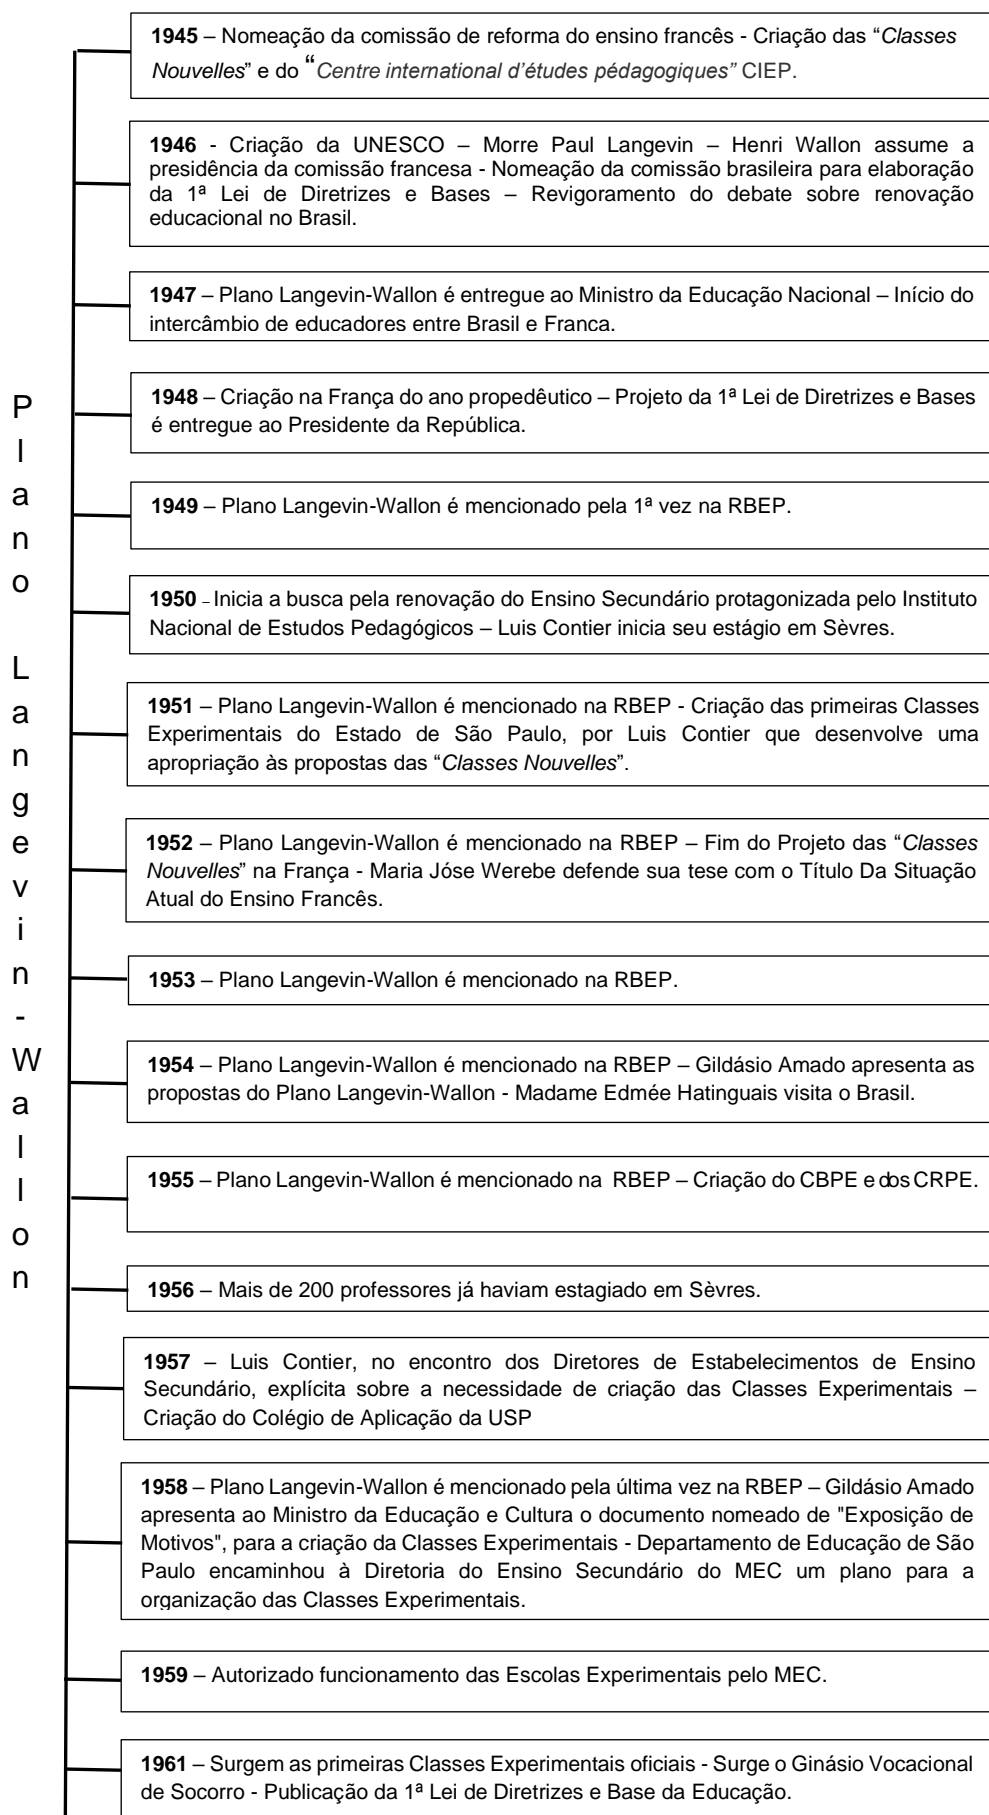 1945 – Nomeação da comissão de reforma do ensino francês - Criação das “Classes
Nouvelles” e do “Centre international d’études pédagogiques” CIEP.
1946 - Criação da UNESCO – Morre Paul Langevin – Henri Wallon assume a
presidência da comissão francesa - Nomeação da comissão brasileira para elaboração
da 1ª Lei de Diretrizes e Bases – Revigoramento do debate sobre renovação
educacional no Brasil.
1947 – Plano Langevin-Wallon é entregue ao Ministro da Educação Nacional – Início do
intercâmbio de educadores entre Brasil e Franca.
1948 – Criação na França do ano propedêutico – Projeto da 1ª Lei de Diretrizes e Bases
é entregue ao Presidente da República.
1949 – Plano Langevin-Wallon é mencionado pela 1ª vez na RBEP.
1950 – Inicia a busca pela renovação do Ensino Secundário protagonizada pelo Instituto
Nacional de Estudos Pedagógicos – Luis Contier inicia seu estágio em Sèvres.
1951 – Plano Langevin-Wallon é mencionado na RBEP - Criação das primeiras Classes
Experimentais do Estado de São Paulo, por Luis Contier que desenvolve uma
apropriação às propostas das “Classes Nouvelles”.
1952 – Plano Langevin-Wallon é mencionado na RBEP – Fim do Projeto das “Classes
Nouvelles” na França - Maria Jóse Werebe defende sua tese com o Título Da Situação
Atual do Ensino Francês.
1953 – Plano Langevin-Wallon é mencionado na RBEP.
1954 – Plano Langevin-Wallon é mencionado na RBEP – Gildásio Amado apresenta as
propostas do Plano Langevin-Wallon - Madame Edmée Hatinguais visita o Brasil.
1955 – Plano Langevin-Wallon é mencionado na RBEP – Criação do CBPE e dos CRPE.
1956 – Mais de 200 professores já haviam estagiado em Sèvres.
1957 – Luis Contier, no encontro dos Diretores de Estabelecimentos de Ensino
Secundário, explícita sobre a necessidade de criação das Classes Experimentais –
Criação do Colégio de Aplicação da USP
1958 – Plano Langevin-Wallon é mencionado pela última vez na RBEP – Gildásio Amado
apresenta ao Ministro da Educação e Cultura o documento nomeado de "Exposição de
Motivos", para a criação da Classes Experimentais - Departamento de Educação de São
Paulo encaminhou à Diretoria do Ensino Secundário do MEC um plano para a
organização das Classes Experimentais.
1959 – Autorizado funcionamento das Escolas Experimentais pelo MEC.
1961 – Surgem as primeiras Classes Experimentais oficiais - Surge o Ginásio Vocacional
de Socorro - Publicação da 1ª Lei de Diretrizes e Base da Educação.
Plano Langevin-Wallon